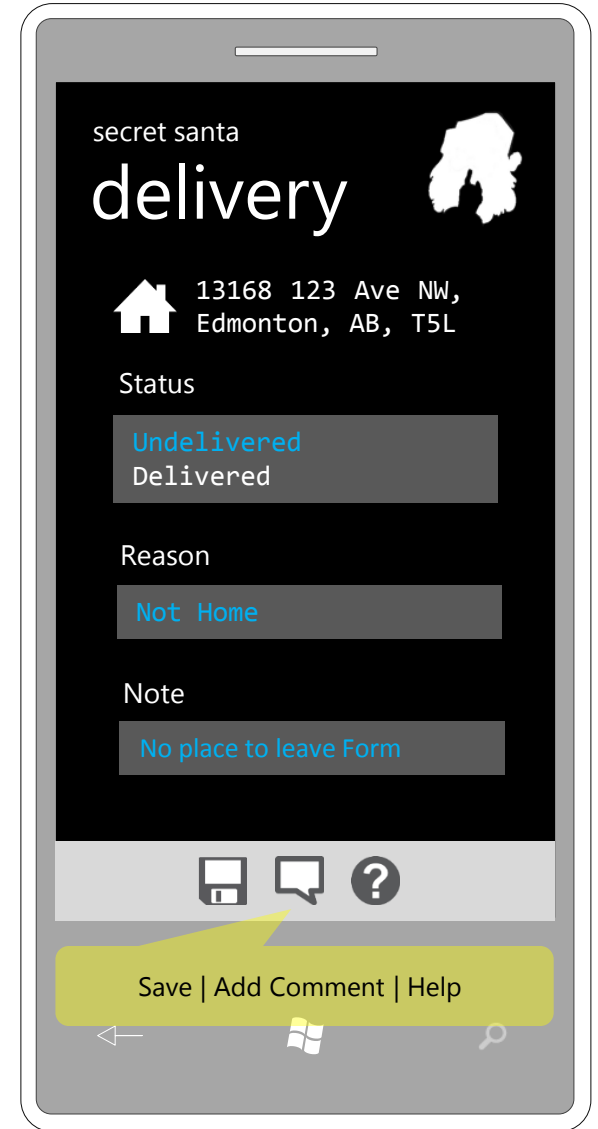 secret santa
delivery
13168 123 Ave NW,
Edmonton, AB, T5L
Status
Undelivered
Delivered
Reason
Not Home
Note
No place to leave Form
?
Save | Add Comment | Help